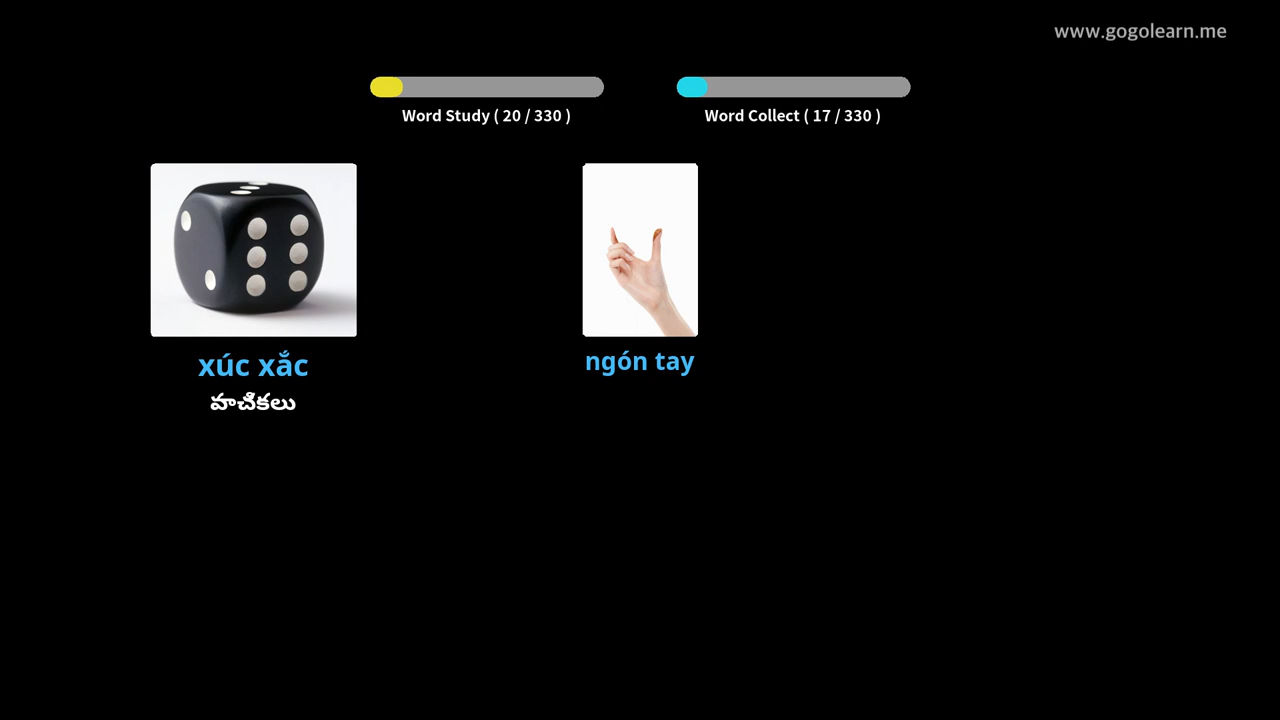 www.gogolearn.me
Word Study ( 20 / 330 )
Word Collect ( 17 / 330 )
xúc xắc
ngón tay
పాచికలు